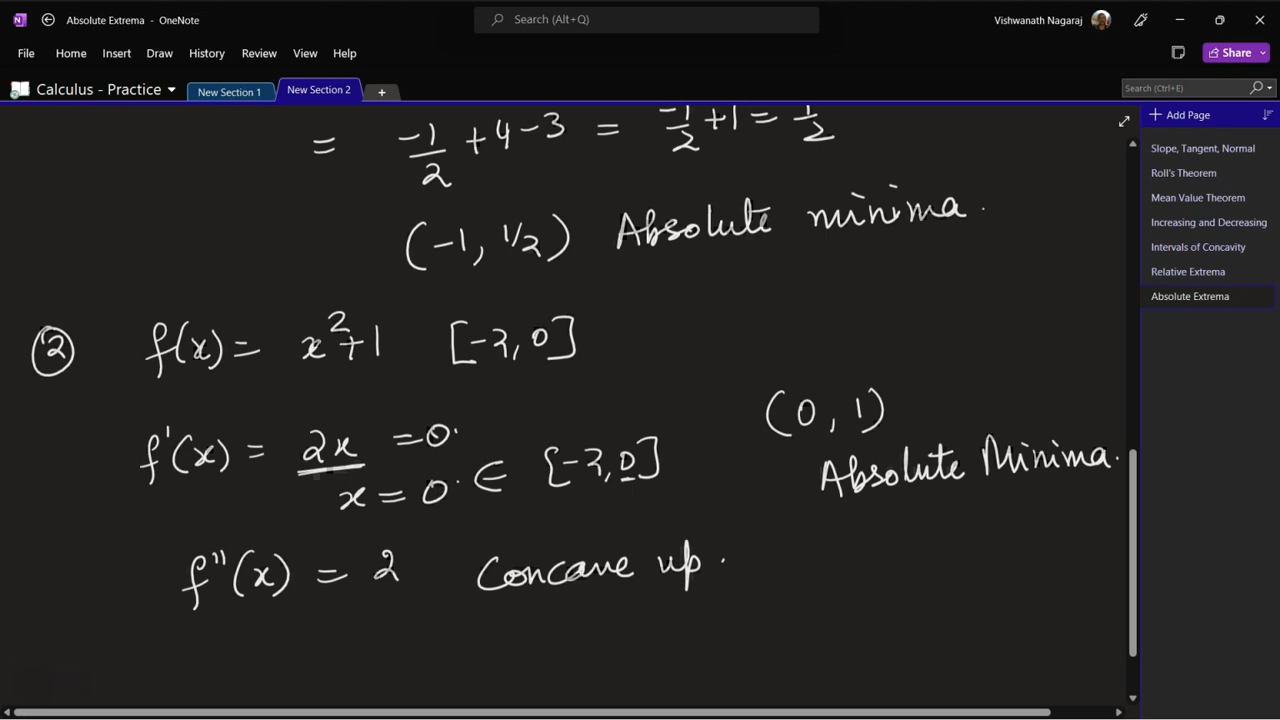 Absolute Extrema - OneNote
Search (Alt+Q)
Vishwanath Nagaraj
File Home Insert Draw History Review View Help
Share
Calculus - Practice
New Section 1
New Section 2
+
Search (Ctrl+E)
Add Page
Slope, Tangent, Normal
Roll's Theorem
Mean Value Theorem
Increasing and Decreasing
Intervals of Concavity
Relative Extrema
Absolute Extrema
= -1/2 + 4 - 3 = -1/2 + 1 = 1/2
(-1, 1/2) Absolute minima.
② f(x) = x² + 1 [-2, 0]
(0, 1)
f'(x) = 2x = 0.
Absolute Minima.
x = 0. ∈ [-2, 0]
f''(x) = 2 Concave up.